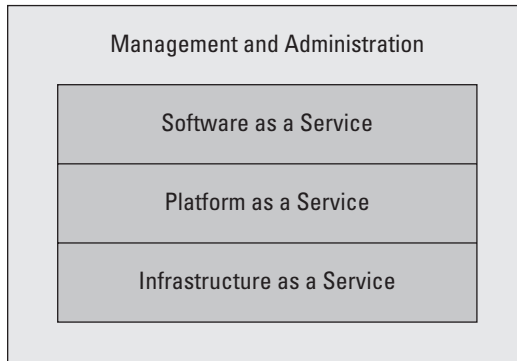 Management and Administration
Software as a Service
Platform as a Service
Infrastructure as a Service